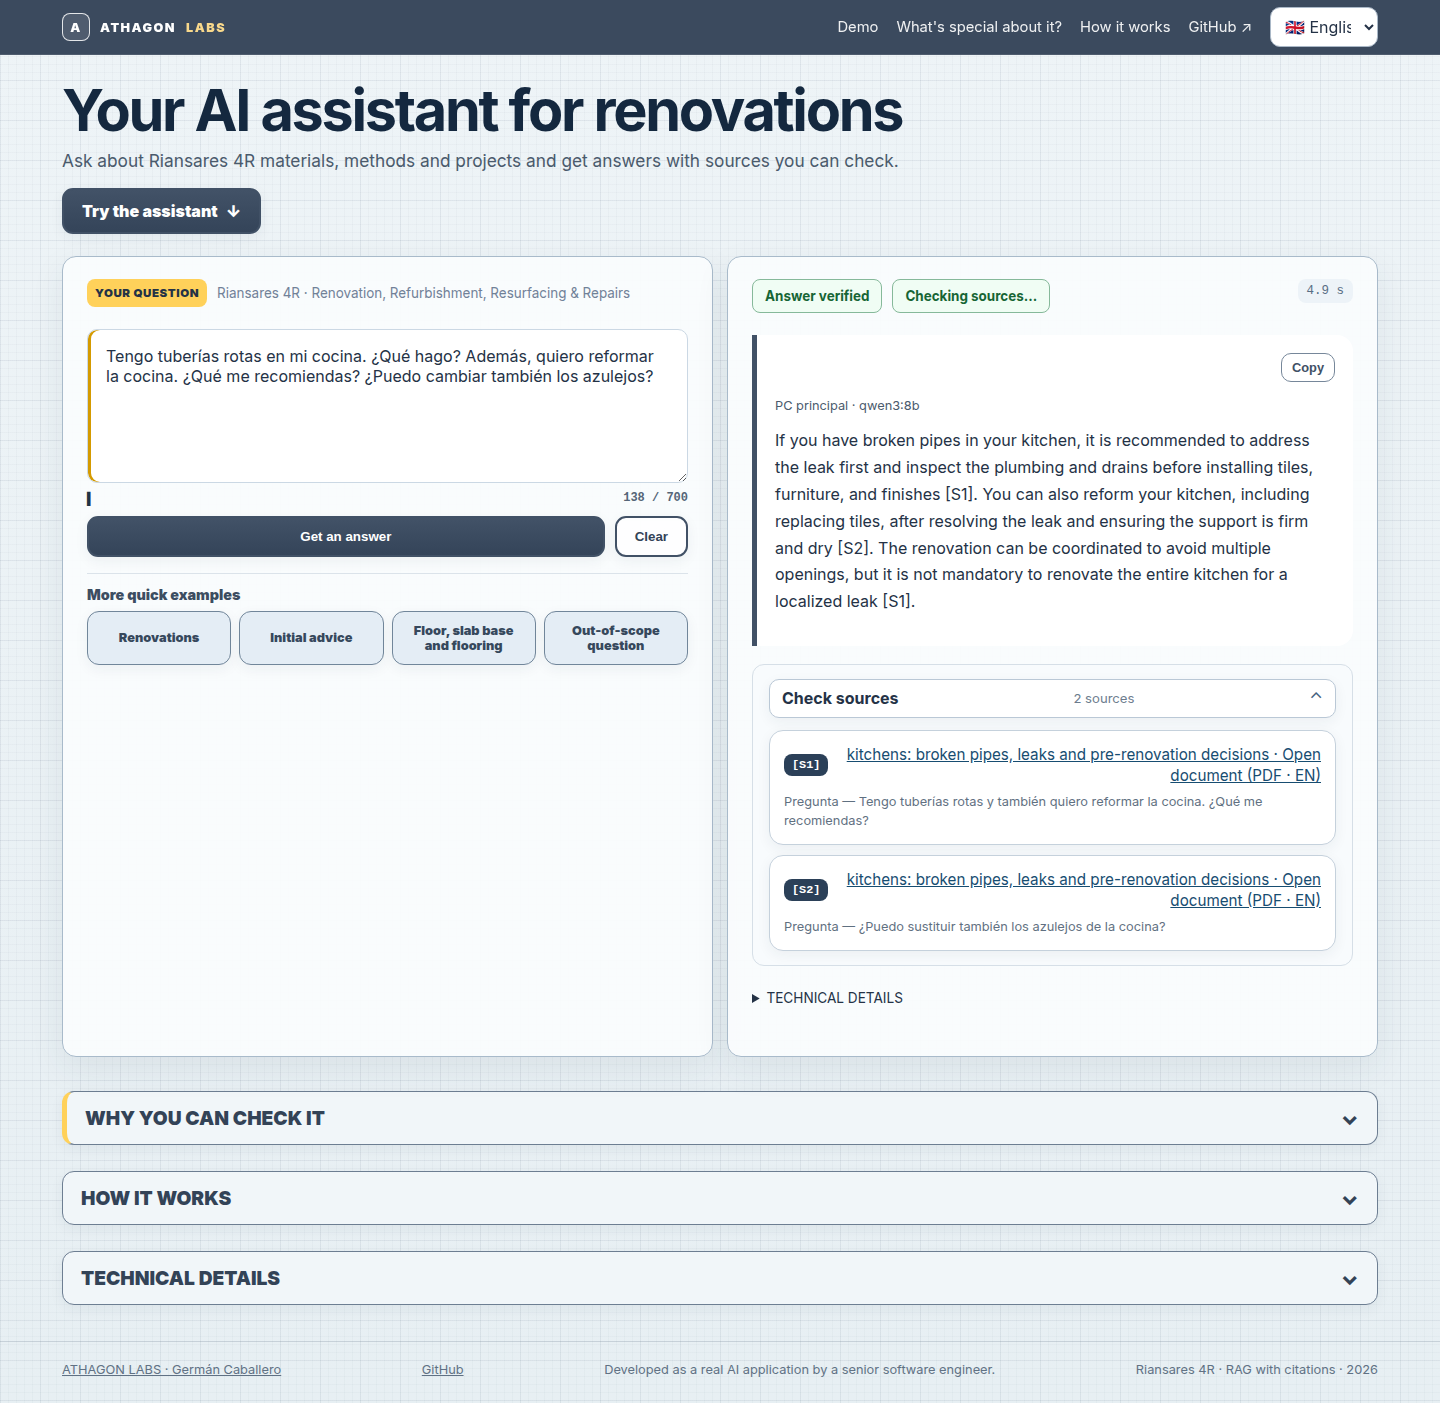 A ATHAGON LABS
Demo What's special about it? How it works GitHub ↗ 🇬🇧 Englis
Your AI assistant for renovations
Ask about Riansares 4R materials, methods and projects and get answers with sources you can check.
Try the assistant ↓
YOUR QUESTION Riansares 4R · Renovation, Refurbishment, Resurfacing & Repairs
Tengo tuberías rotas en mi cocina. ¿Qué hago? Además, quiero reformar
la cocina. ¿Qué me recomiendas? ¿Puedo cambiar también los azulejos?
138 / 700
Get an answer Clear
More quick examples
Renovations
Initial advice
Floor, slab base
and flooring
Out-of-scope
question
Answer verified Checking sources... 4.9 s
Copy
PC principal · qwen3:8b
If you have broken pipes in your kitchen, it is recommended to address
the leak first and inspect the plumbing and drains before installing tiles,
furniture, and finishes [S1]. You can also reform your kitchen, including
replacing tiles, after resolving the leak and ensuring the support is firm
and dry [S2]. The renovation can be coordinated to avoid multiple
openings, but it is not mandatory to renovate the entire kitchen for a
localized leak [S1].
Check sources 2 sources
[S1] kitchens: broken pipes, leaks and pre-renovation decisions · Open
document (PDF · EN)
Pregunta — Tengo tuberías rotas y también quiero reformar la cocina. ¿Qué me
recomiendas?
[S2] kitchens: broken pipes, leaks and pre-renovation decisions · Open
document (PDF · EN)
Pregunta — ¿Puedo sustituir también los azulejos de la cocina?
▶ TECHNICAL DETAILS
WHY YOU CAN CHECK IT
HOW IT WORKS
TECHNICAL DETAILS
ATHAGON LABS · Germán Caballero GitHub Developed as a real AI application by a senior software engineer. Riansares 4R · RAG with citations · 2026